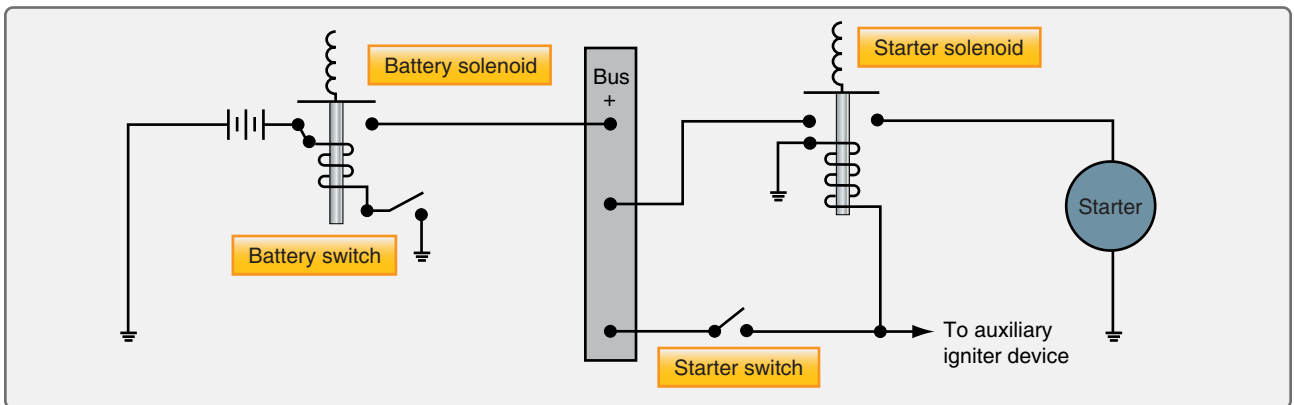 Battery solenoid
Starter solenoid
Bus
+
Starter
Battery switch
Starter switch
To auxiliary
igniter device